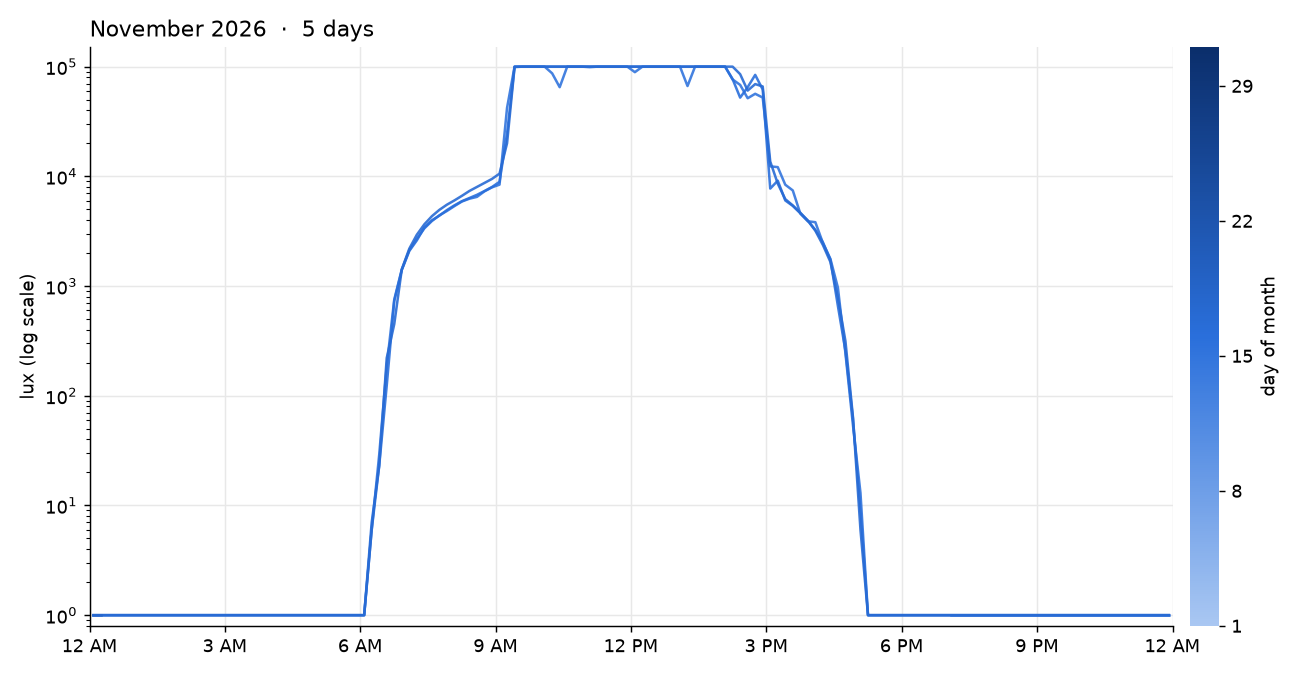 November 2026 · 5 days
lux (log scale)
10⁵
10⁴
10³
10²
10¹
10⁰
12 AM
3 AM
6 AM
9 AM
12 PM
3 PM
6 PM
9 PM
12 AM
29
22
15
8
1
day of month